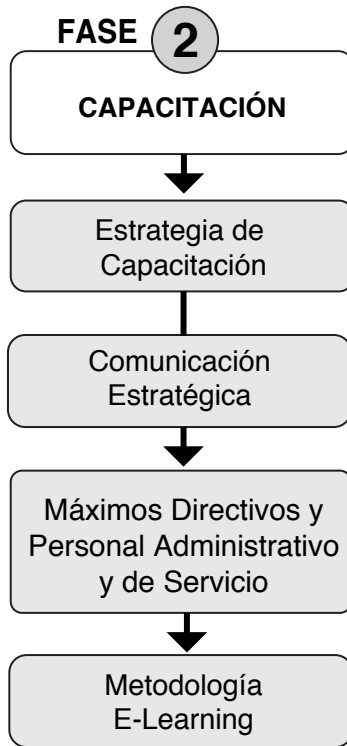 FASE 2
CAPACITACIÓN
Estrategia de
Capacitación
Comunicación
Estratégica
Máximos Directivos y
Personal Administrativo
y de Servicio
Metodología
E-Learning